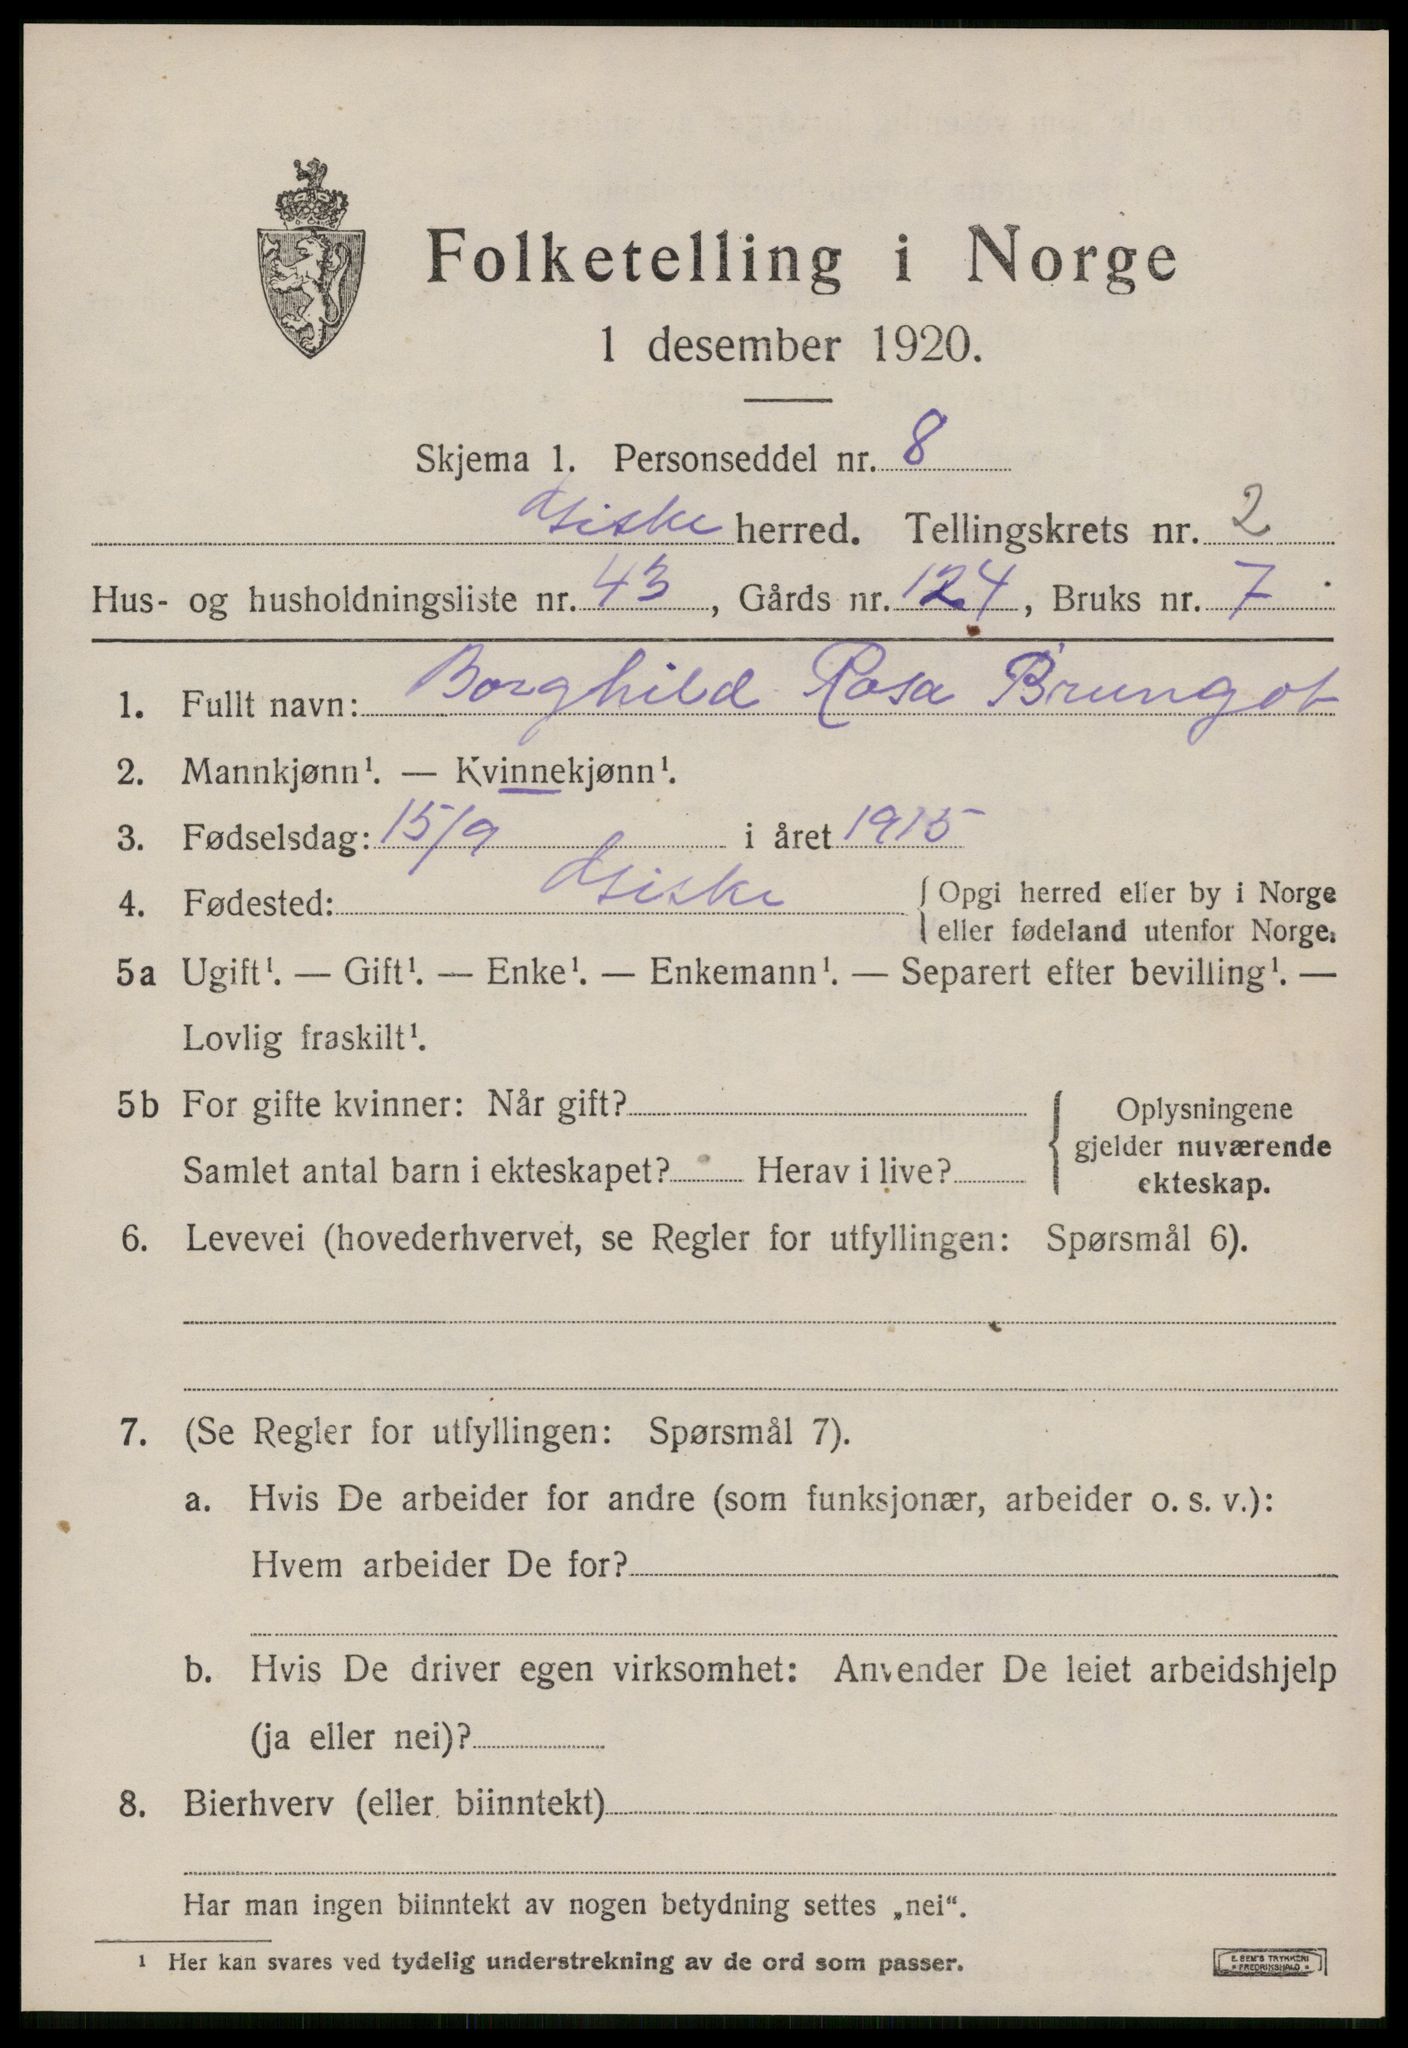 Folketelling i Norge
1 desember 1920.
Skjema 1. Personseddel nr. 8
Giske herred. Tellingskrets nr. 2
Hus- og husholdningsliste nr. 43, Gårds nr. 124, Bruks nr. 7
1. Fullt navn: Borghild Rosa Brungot
2. Mannkjønn¹. — Kvinnekjønn¹.
3. Fødselsdag: 15/9 i året 1915
4. Fødested: Giske { Opgi herred eller by i Norge
eller fødeland utenfor Norge.
5a Ugift¹. — Gift¹. — Enke¹. — Enkemann¹. — Separert efter bevilling¹. —
Lovlig fraskilt¹.
5b For gifte kvinner: Når gift? { Oplysningene
gjelder nuværende
Samlet antal barn i ekteskapet? Herav i live? ekteskap.
6. Levevei (hovederhvervet, se Regler for utfyllingen: Spørsmål 6).
7. (Se Regler for utfyllingen: Spørsmål 7).
a. Hvis De arbeider for andre (som funksjonær, arbeider o. s. v.):
Hvem arbeider De for?
b. Hvis De driver egen virksomhet: Anvender De leiet arbeidshjelp
(ja eller nei)?
8. Bierhverv (eller biinntekt)
Har man ingen biinntekt av nogen betydning settes „nei“.
¹ Her kan svares ved tydelig understrekning av de ord som passer.
E. SEM'S TRYKKERI
FREDRIKSHALD